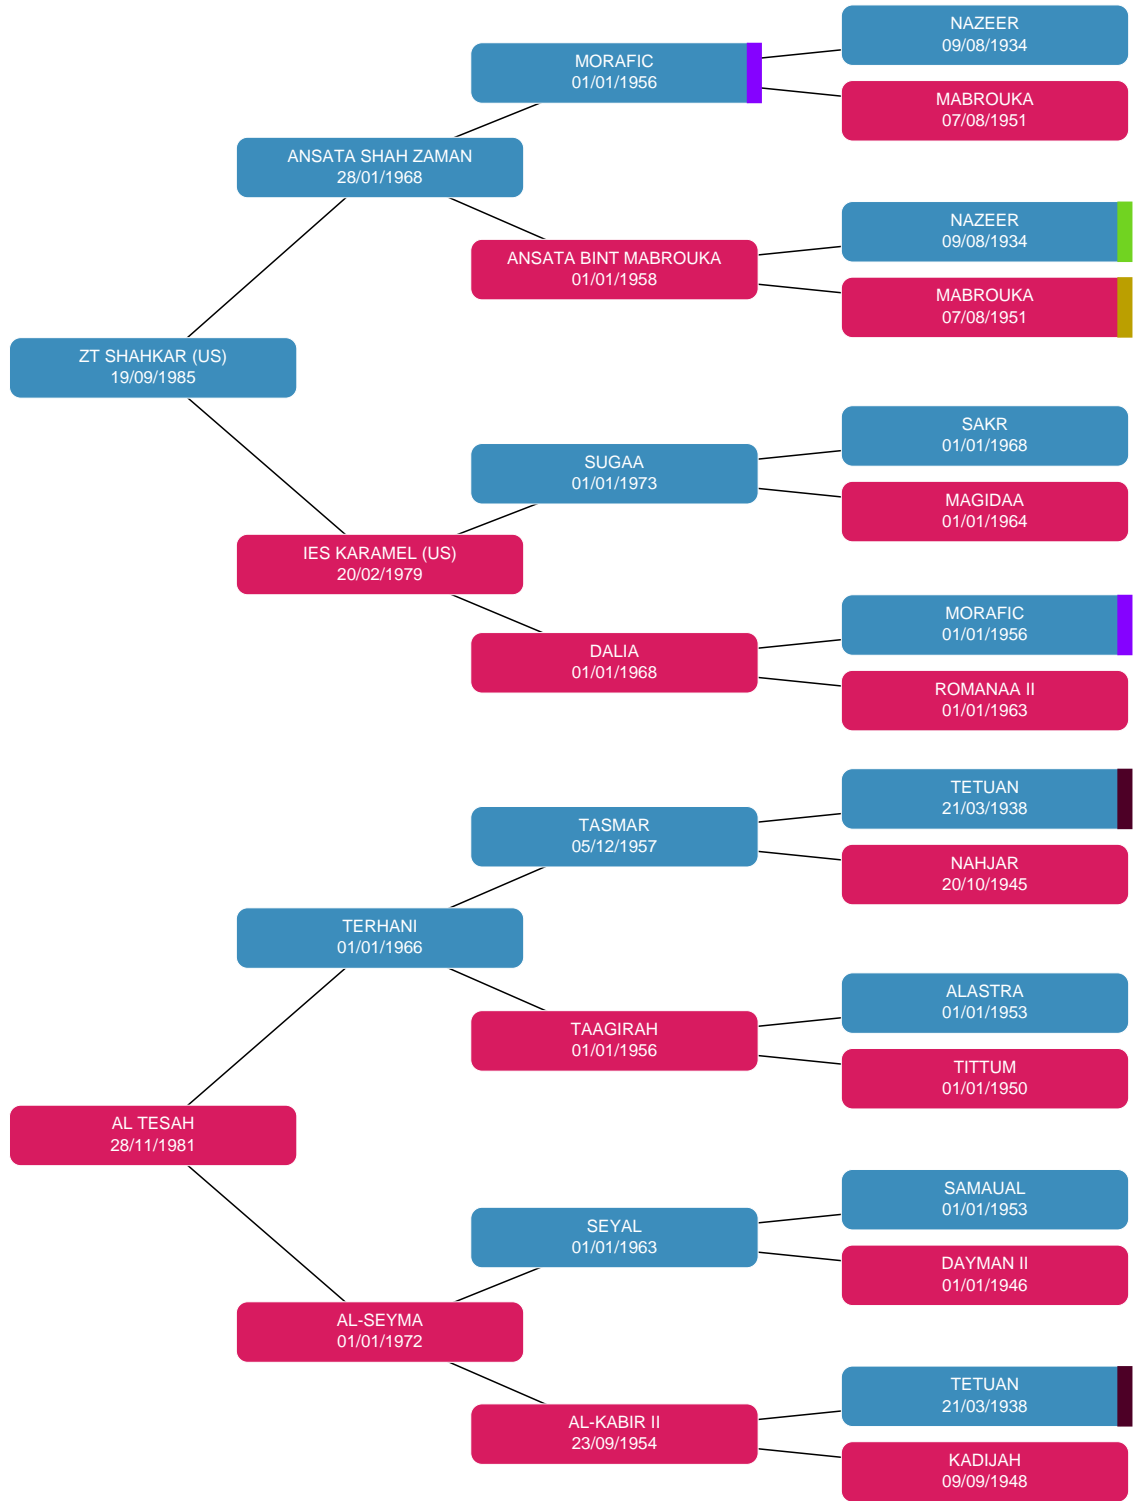 NAZEER
09/08/1934
MORAFIC
01/01/1956
MABROUKA
07/08/1951
ANSATA SHAH ZAMAN
28/01/1968
NAZEER
09/08/1934
ANSATA BINT MABROUKA
01/01/1958
MABROUKA
07/08/1951
ZT SHAHKAR (US)
19/09/1985
SAKR
01/01/1968
SUGAA
01/01/1973
MAGIDAA
01/01/1964
IES KARAMEL (US)
20/02/1979
MORAFIC
01/01/1956
DALIA
01/01/1968
ROMANAA II
01/01/1963
TETUAN
21/03/1938
TASMAR
05/12/1957
NAHJAR
20/10/1945
TERHANI
01/01/1966
ALASTRA
01/01/1953
TAAGIRAH
01/01/1956
TITTUM
01/01/1950
AL TESAH
28/11/1981
SAMAUAL
01/01/1953
SEYAL
01/01/1963
DAYMAN II
01/01/1946
AL-SEYMA
01/01/1972
TETUAN
21/03/1938
AL-KABIR II
23/09/1954
KADIJAH
09/09/1948